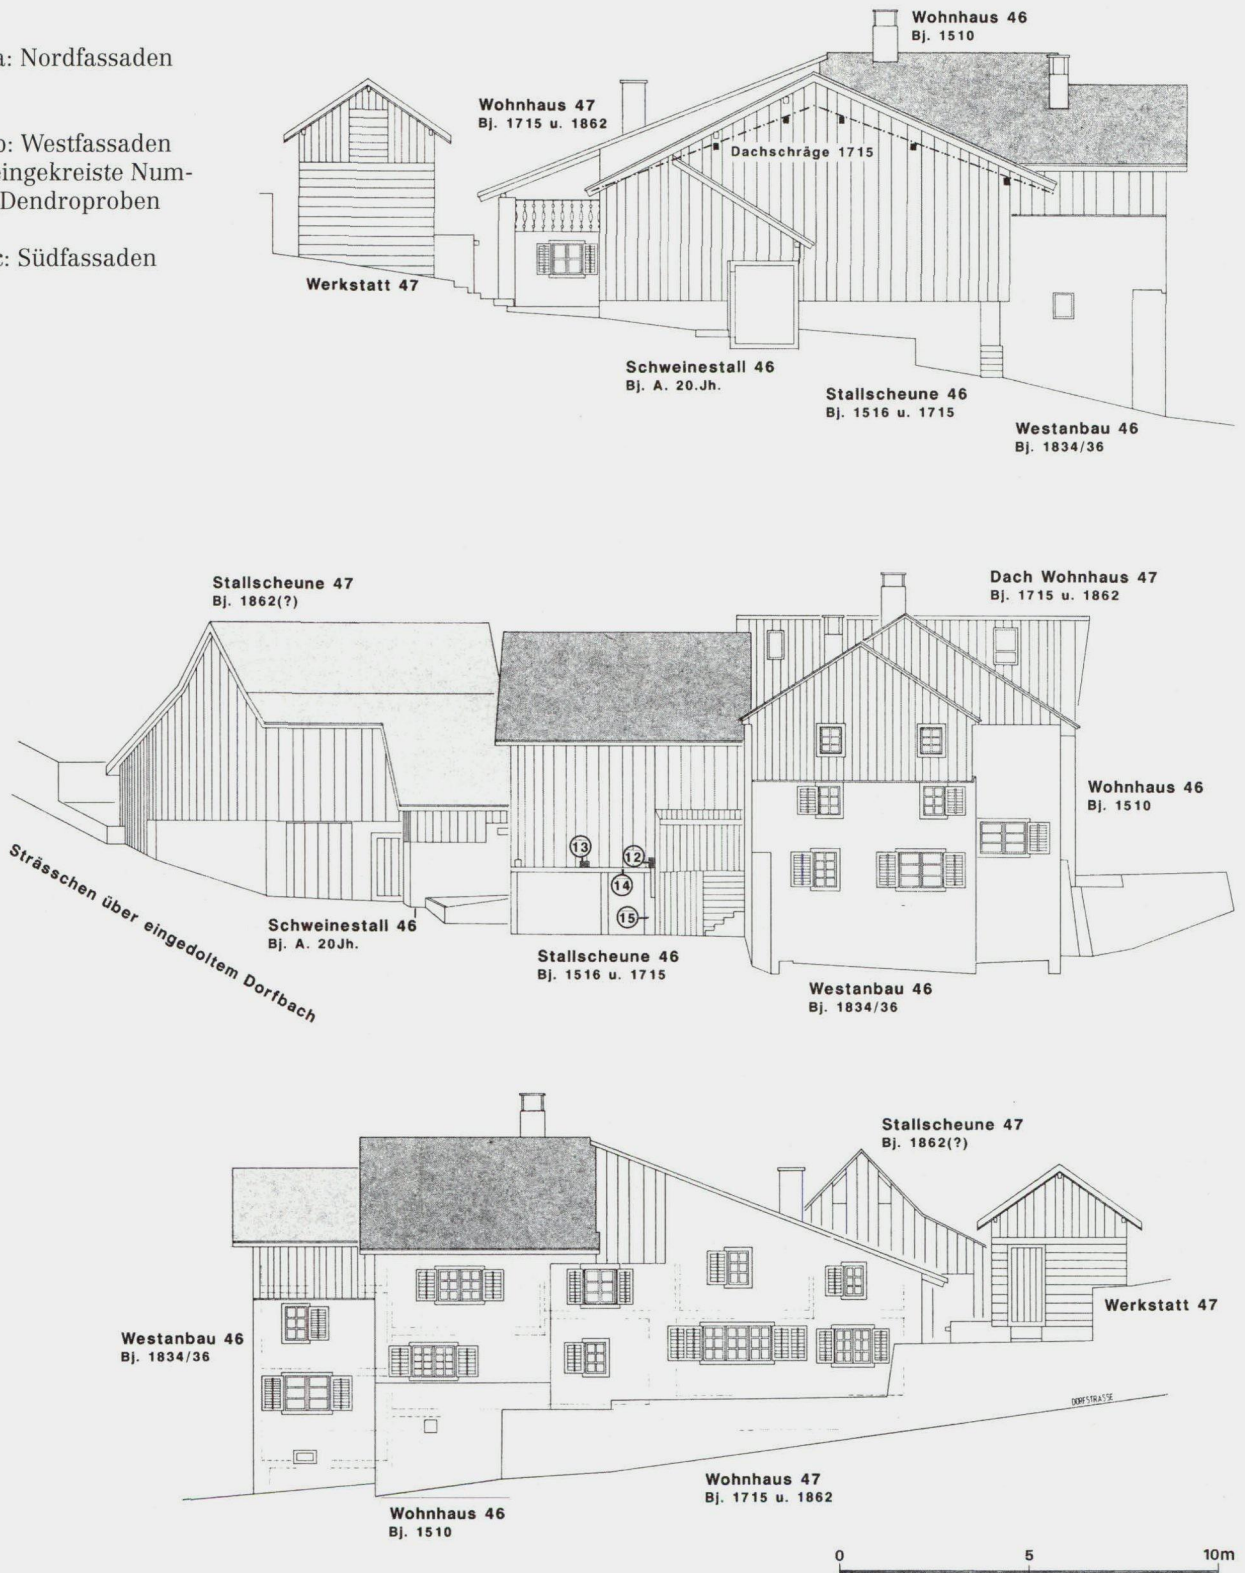 a: Nordfassaden
b: Westfassaden
eingekreiste Num-
Dendroproben
c: Südfassaden
Wohnhaus 46
Bj. 1510
Wohnhaus 47
Bj. 1715 u. 1862
Dachschräge 1715
Werkstatt 47
Schweinestall 46
Bj. A. 20.Jh.
Stallscheune 46
Bj. 1516 u. 1715
Westanbau 46
Bj. 1834/36
Stallscheune 47
Bj. 1862(?)
Dach Wohnhaus 47
Bj. 1715 u. 1862
Wohnhaus 46
Bj. 1510
13
12
14
15
Strässchen über eingedoltem Dorfbach
Schweinestall 46
Bj. A. 20Jh.
Stallscheune 46
Bj. 1516 u. 1715
Westanbau 46
Bj. 1834/36
Stallscheune 47
Bj. 1862(?)
Werkstatt 47
Westanbau 46
Bj. 1834/36
DORFSTRASSE
Wohnhaus 47
Bj. 1715 u. 1862
Wohnhaus 46
Bj. 1510
0 5 10m